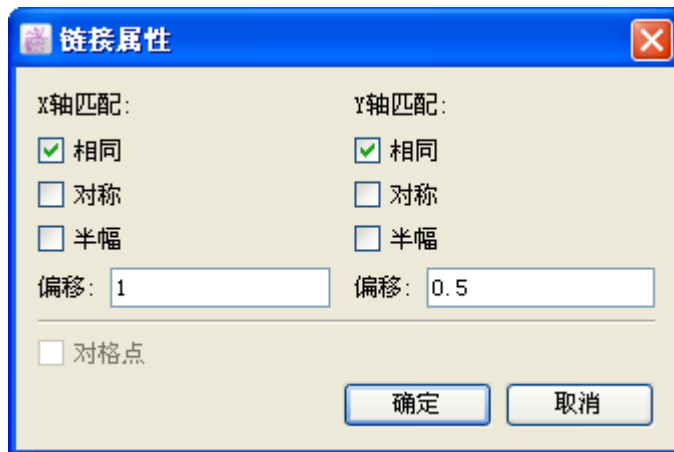 链接属性
X轴匹配: Y轴匹配:
相同 相同
对称 对称
半幅 半幅
偏移: 1 偏移: 0.5
对格点
确定 取消